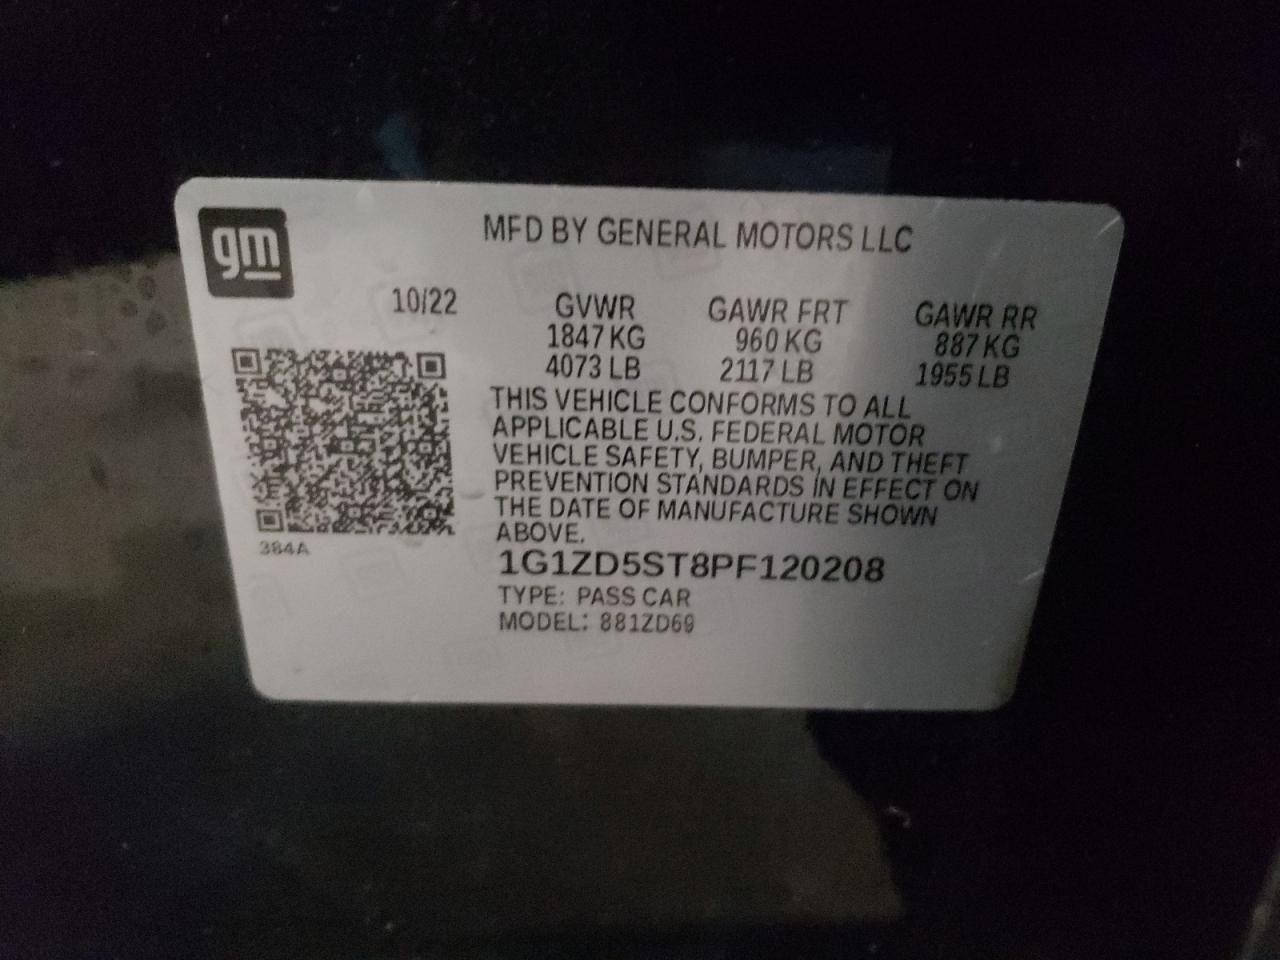 gm
MFD BY GENERAL MOTORS LLC
10/22 GVWR GAWR FRT GAWR RR
1847 KG 960 KG 887 KG
4073 LB 2117 LB 1955 LB
THIS VEHICLE CONFORMS TO ALL
APPLICABLE U.S. FEDERAL MOTOR
VEHICLE SAFETY, BUMPER, AND THEFT
PREVENTION STANDARDS IN EFFECT ON
THE DATE OF MANUFACTURE SHOWN
ABOVE.
384A
1G1ZD5ST8PF120208
TYPE: PASS CAR
MODEL: 881ZD69